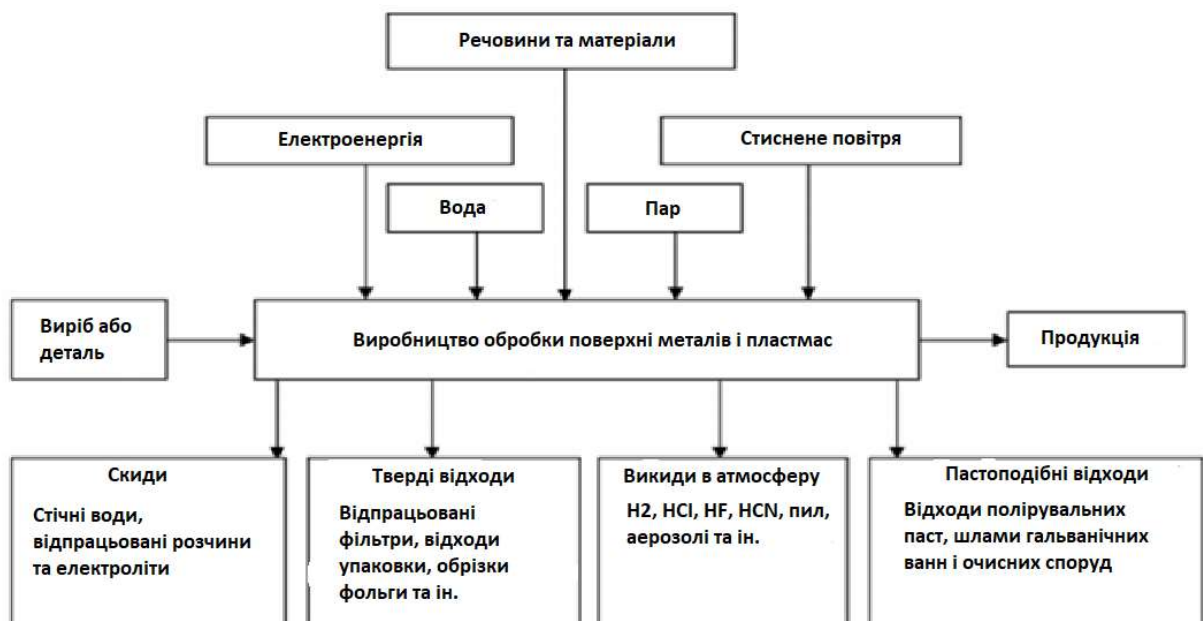 Речовини та матеріали
Електроенергія
Стиснене повітря
Вода
Пар
Виріб або
деталь
Виробництво обробки поверхні металів і пластмас
Продукція
Скиди
Стічні води,
відпрацьовані розчини
та електроліти
Тверді відходи
Відпрацьовані
фільтри, відходи
упаковки, обрізки
фольги та ін.
Викиди в атмосферу
H2, HCl, HF, HCN, пил,
аерозолі та ін.
Пастоподібні відходи
Відходи полірувальних
паст, шлами гальванічних
ванн і очисних споруд